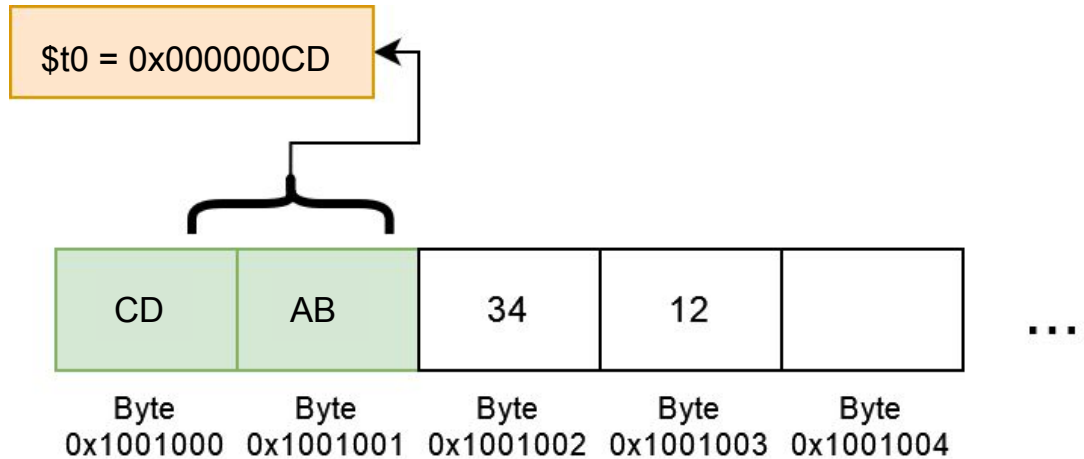 $t0 = 0x000000CD
CD AB 34 12
...
Byte Byte Byte Byte Byte
0x1001000 0x1001001 0x1001002 0x1001003 0x1001004